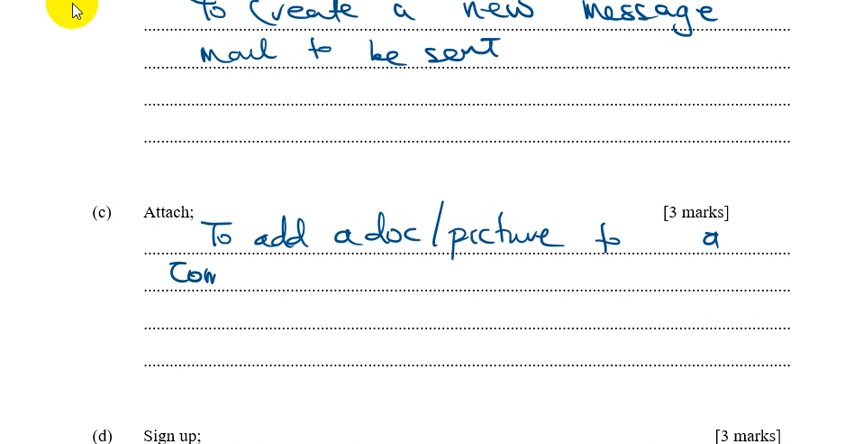 To Create a new message
mail to be sent
(c) Attach; [3 marks]
To add a doc/picture to a
Com
(d) Sign up; [3 marks]